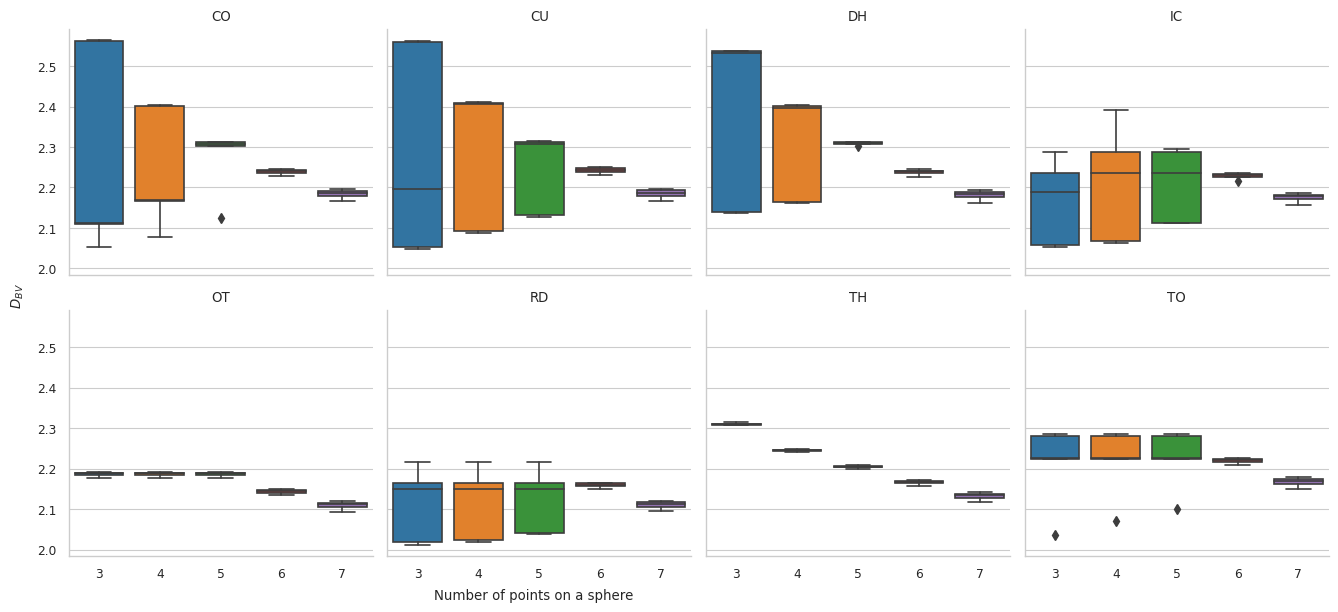 CO CU DH IC
2.5
2.4
2.3
2.2
2.1
2.0
D_BV
OT RD TH TO
2.5
2.4
2.3
2.2
2.1
2.0
3 4 5 6 7 3 4 5 6 7 3 4 5 6 7 3 4 5 6 7
Number of points on a sphere